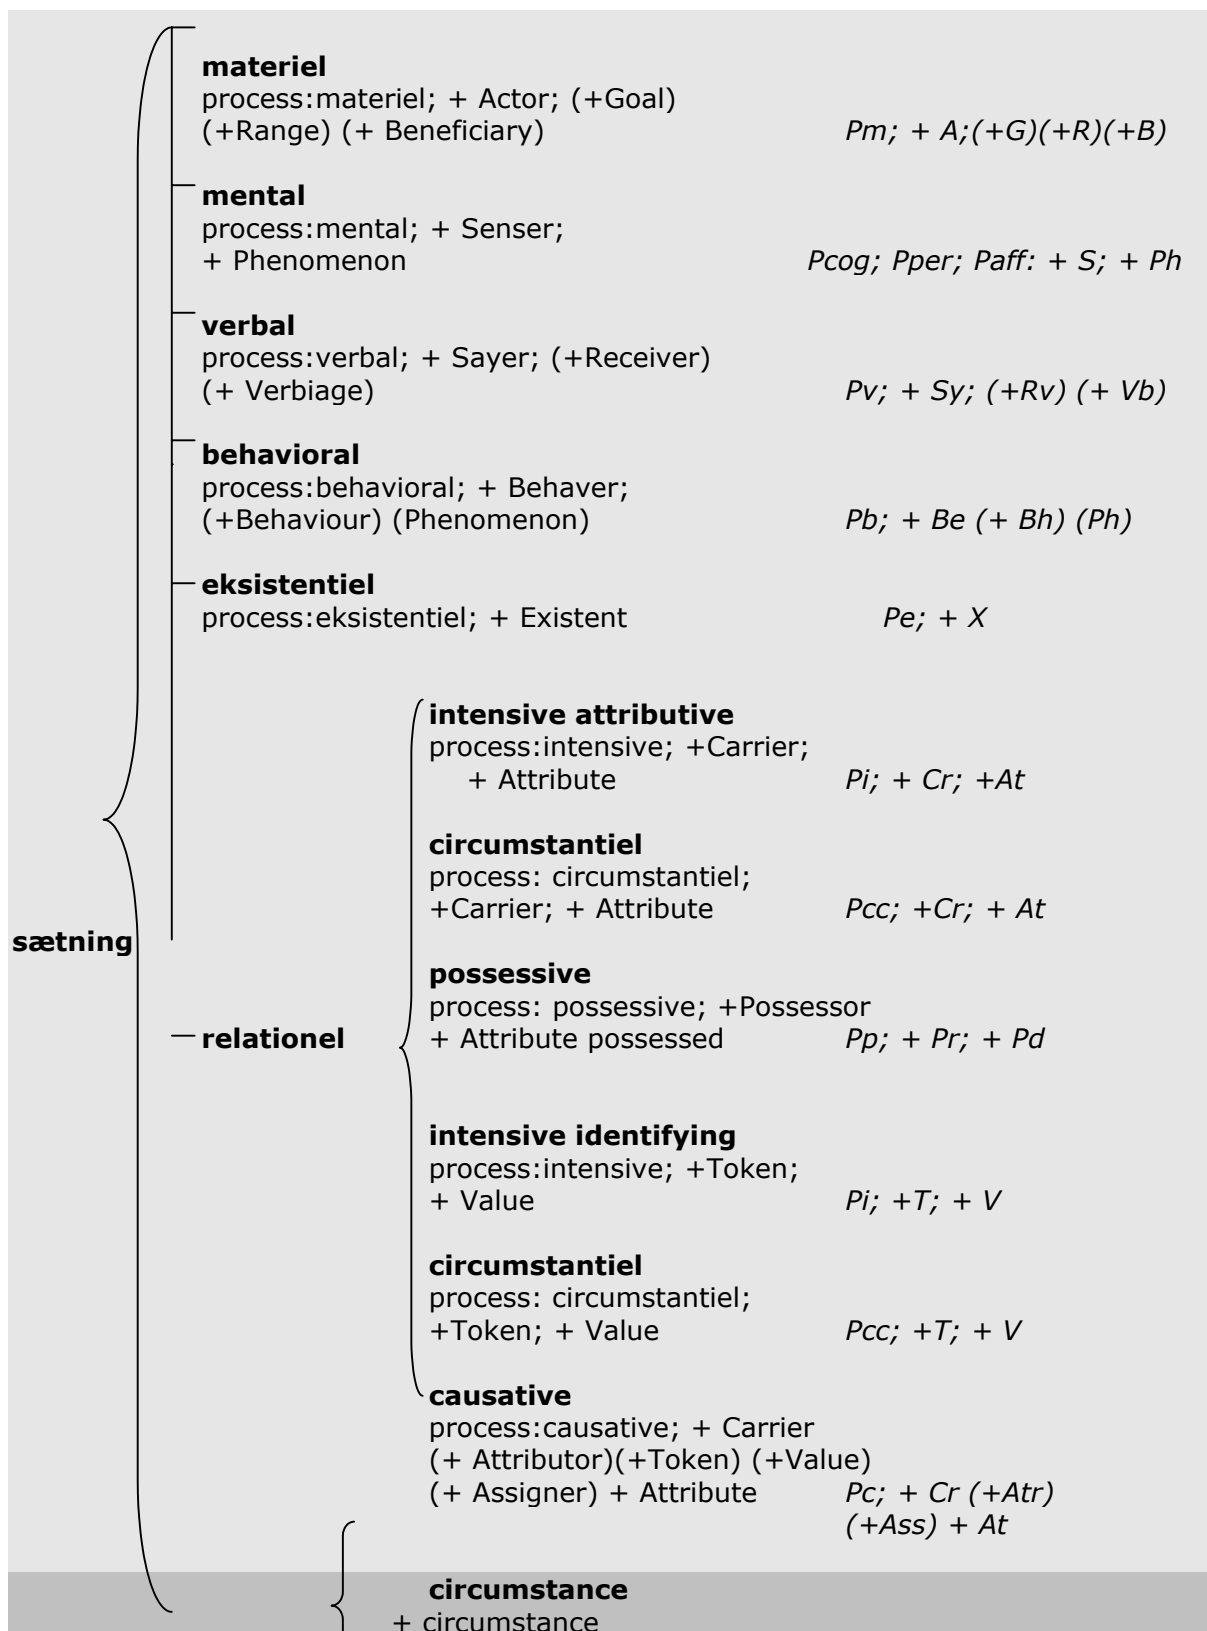 materiel
process:materiel; + Actor; (+Goal)
(+Range) (+ Beneficiary) Pm; + A;(+G)(+R)(+B)
mental
process:mental; + Senser;
+ Phenomenon Pcog; Pper; Paff: + S; + Ph
verbal
process:verbal; + Sayer; (+Receiver)
(+ Verbiage) Pv; + Sy; (+Rv) (+ Vb)
behavioral
process:behavioral; + Behaver;
(+Behaviour) (Phenomenon) Pb; + Be (+ Bh) (Ph)
eksistentiel
process:eksistentiel; + Existent Pe; + X
intensive attributive
process:intensive; +Carrier;
+ Attribute Pi; + Cr; +At
circumstantiel
process: circumstantiel;
+Carrier; + Attribute Pcc; +Cr; + At
sætning
possessive
process: possessive; +Possessor
relationel + Attribute possessed Pp; + Pr; + Pd
intensive identifying
process:intensive; +Token;
+ Value Pi; +T; + V
circumstantiel
process: circumstantiel;
+Token; + Value Pcc; +T; + V
causative
process:causative; + Carrier
(+ Attributor)(+Token) (+Value)
(+ Assigner) + Attribute Pc; + Cr (+Atr)
(+Ass) + At
circumstance
+ circumstance